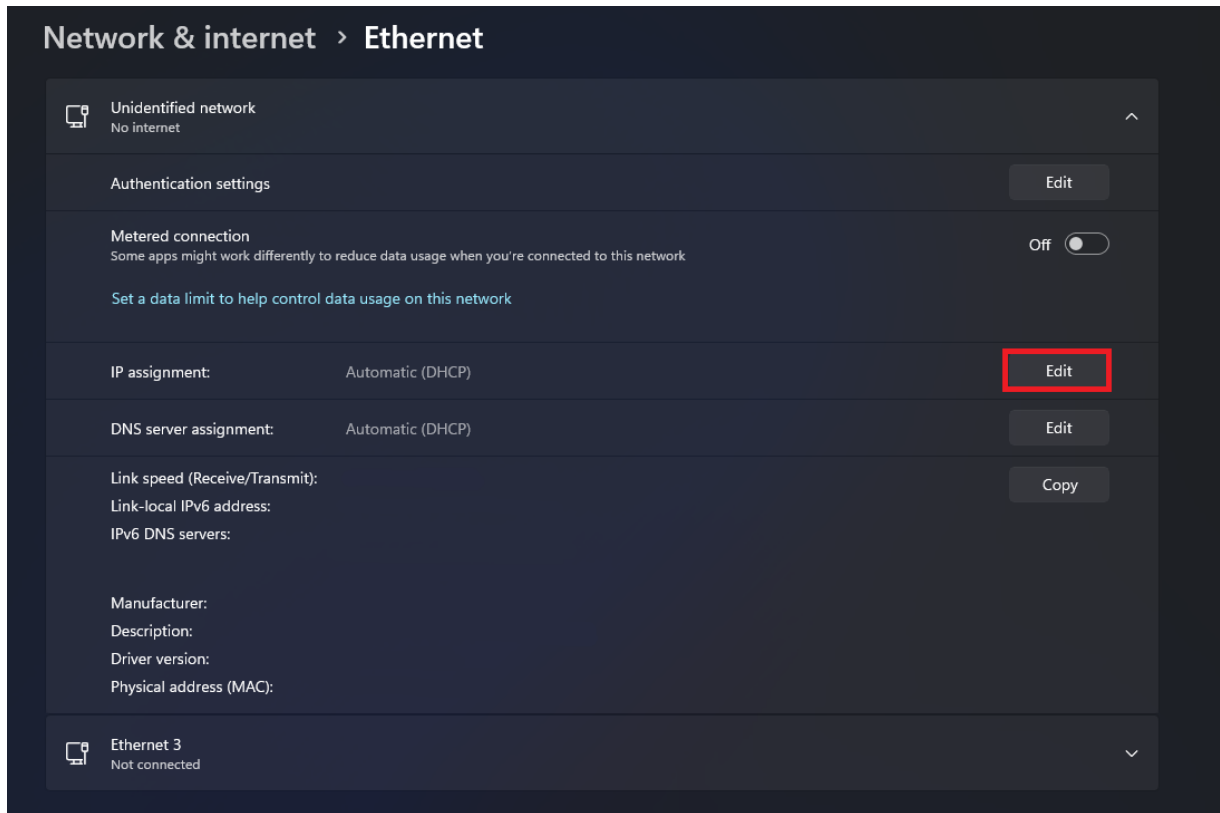 Network & internet > Ethernet
Unidentified network
No internet
Authentication settings
Edit
Metered connection
Some apps might work differently to reduce data usage when you're connected to this network
Off
Set a data limit to help control data usage on this network
IP assignment: Automatic (DHCP)
Edit
DNS server assignment: Automatic (DHCP)
Edit
Link speed (Receive/Transmit):
Copy
Link-local IPv6 address:
IPv6 DNS servers:
Manufacturer:
Description:
Driver version:
Physical address (MAC):
Ethernet 3
Not connected